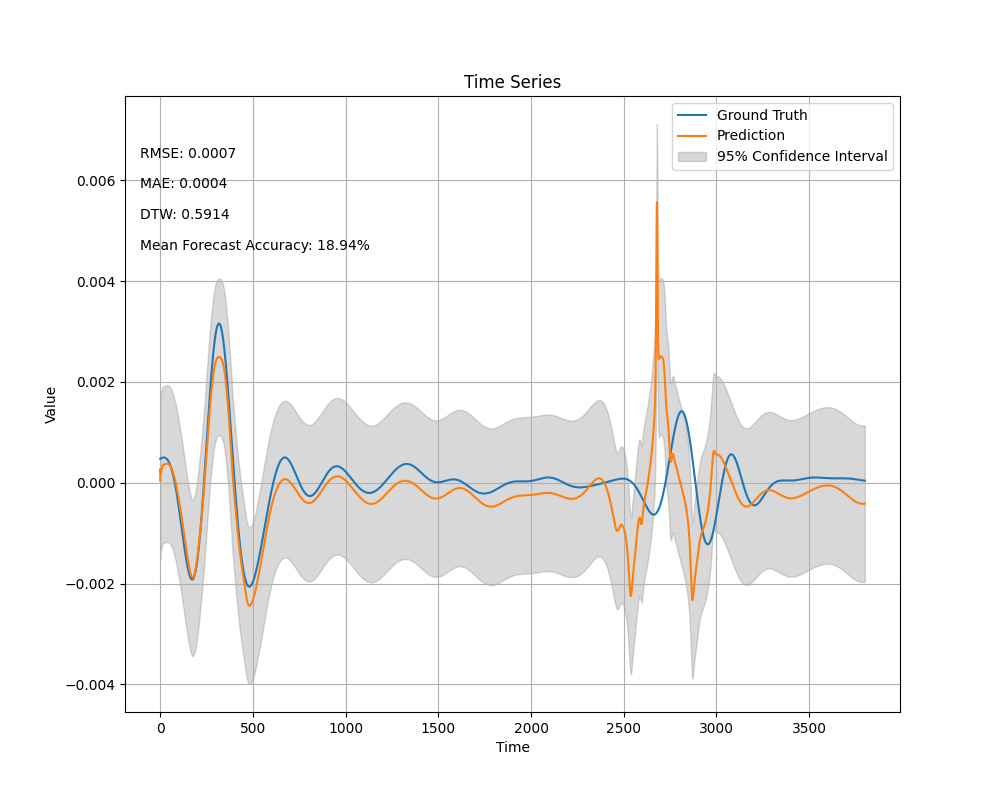 Time Series
Ground Truth
Prediction
95% Confidence Interval
RMSE: 0.0007
MAE: 0.0004
DTW: 0.5914
Mean Forecast Accuracy: 18.94%
0.006
0.004
0.002
0.000
−0.002
−0.004
Value
0 500 1000 1500 2000 2500 3000 3500
Time